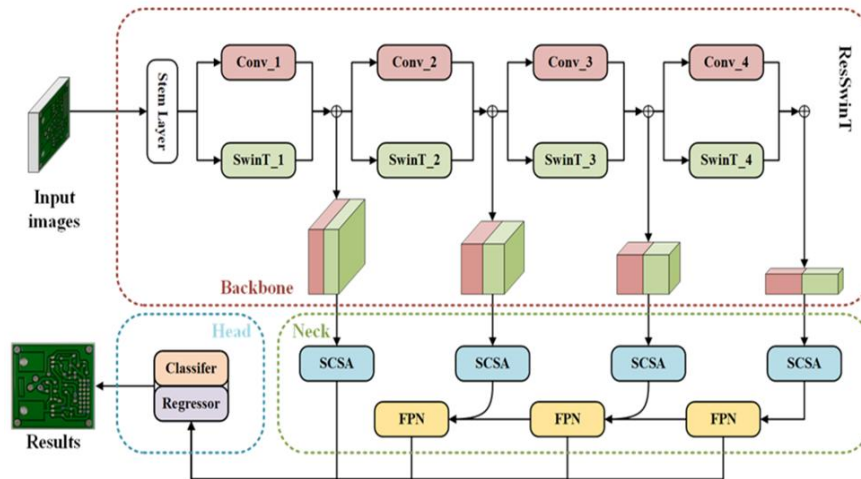 Conv_1
Conv_2
Conv_3
Conv_4
ResSwinT
Stem Layer
SwinT_1
SwinT_2
SwinT_3
SwinT_4
Input
images
Backbone
Head
Neck
Classifer
Regressor
SCSA
SCSA
SCSA
SCSA
FPN
FPN
FPN
Results